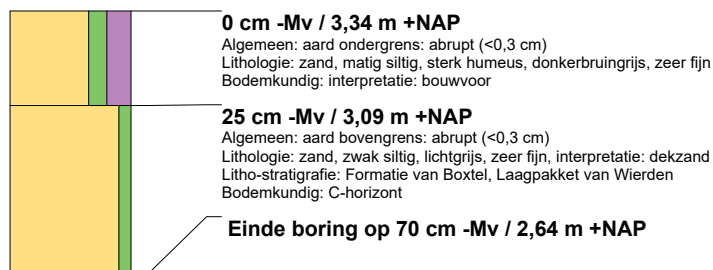 0 cm -Mv / 3,34 m +NAP
Algemeen: aard ondergrens: abrupt (<0,3 cm)
Lithologie: zand, matig siltig, sterk humeus, donkerbruingrijs, zeer fijn
Bodemkundig: interpretatie: bouwvoor
25 cm -Mv / 3,09 m +NAP
Algemeen: aard bovengrens: abrupt (<0,3 cm)
Lithologie: zand, zwak siltig, lichtgrijs, zeer fijn, interpretatie: dekzand
Litho-stratigrafie: Formatie van Boxtel, Laagpakket van Wierden
Bodemkundig: C-horizont
Einde boring op 70 cm -Mv / 2,64 m +NAP